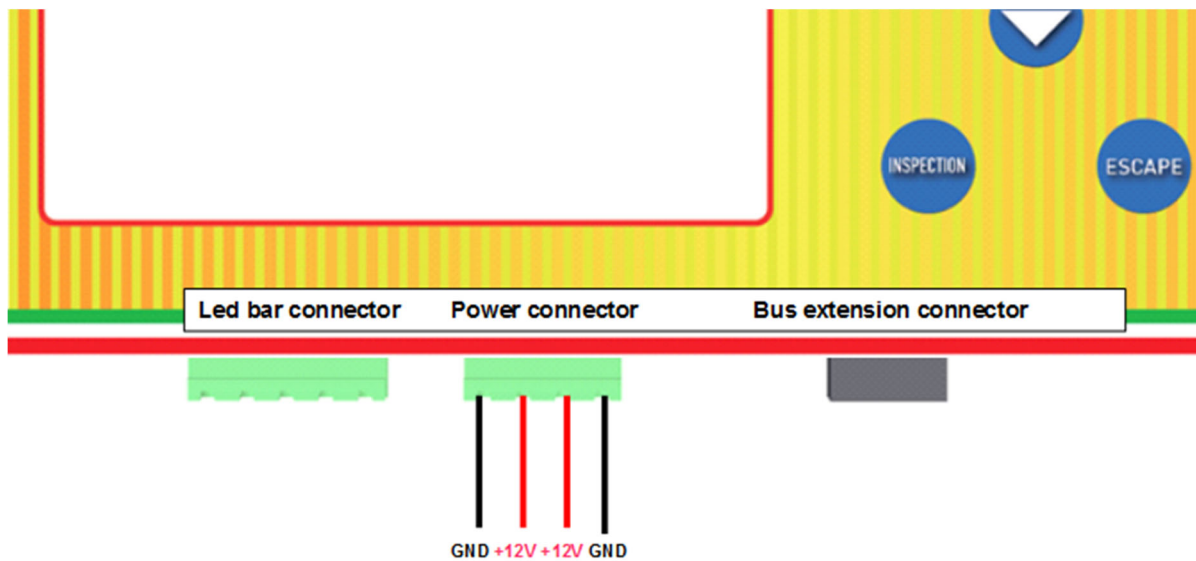 INSPECTION
ESCAPE
Led bar connector
Power connector
Bus extension connector
GND +12V +12V GND